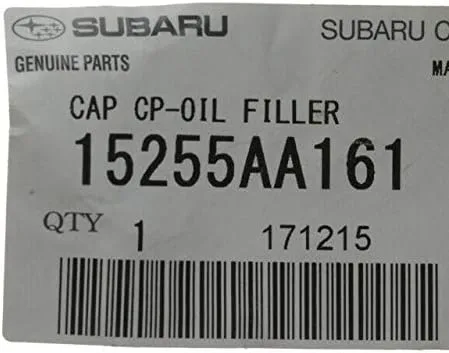 SUBARU SUBARU C
GENUINE PARTS MA
CAP CP-OIL FILLER
15255AA161
QTY 1 171215